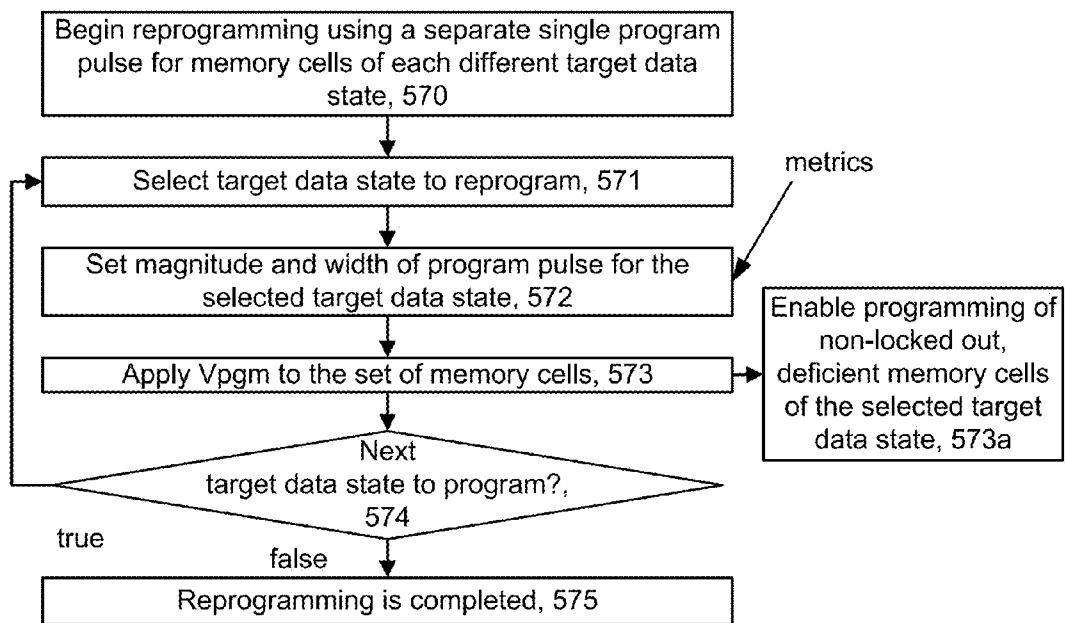 Begin reprogramming using a separate single program
pulse for memory cells of each different target data
state, 570
Select target data state to reprogram, 571
metrics
Set magnitude and width of program pulse for the
selected target data state, 572
Apply Vpgm to the set of memory cells, 573
Enable programming of
non-locked out,
deficient memory cells
of the selected target
data state, 573a
Next
target data state to program?,
574
true
false
Reprogramming is completed, 575